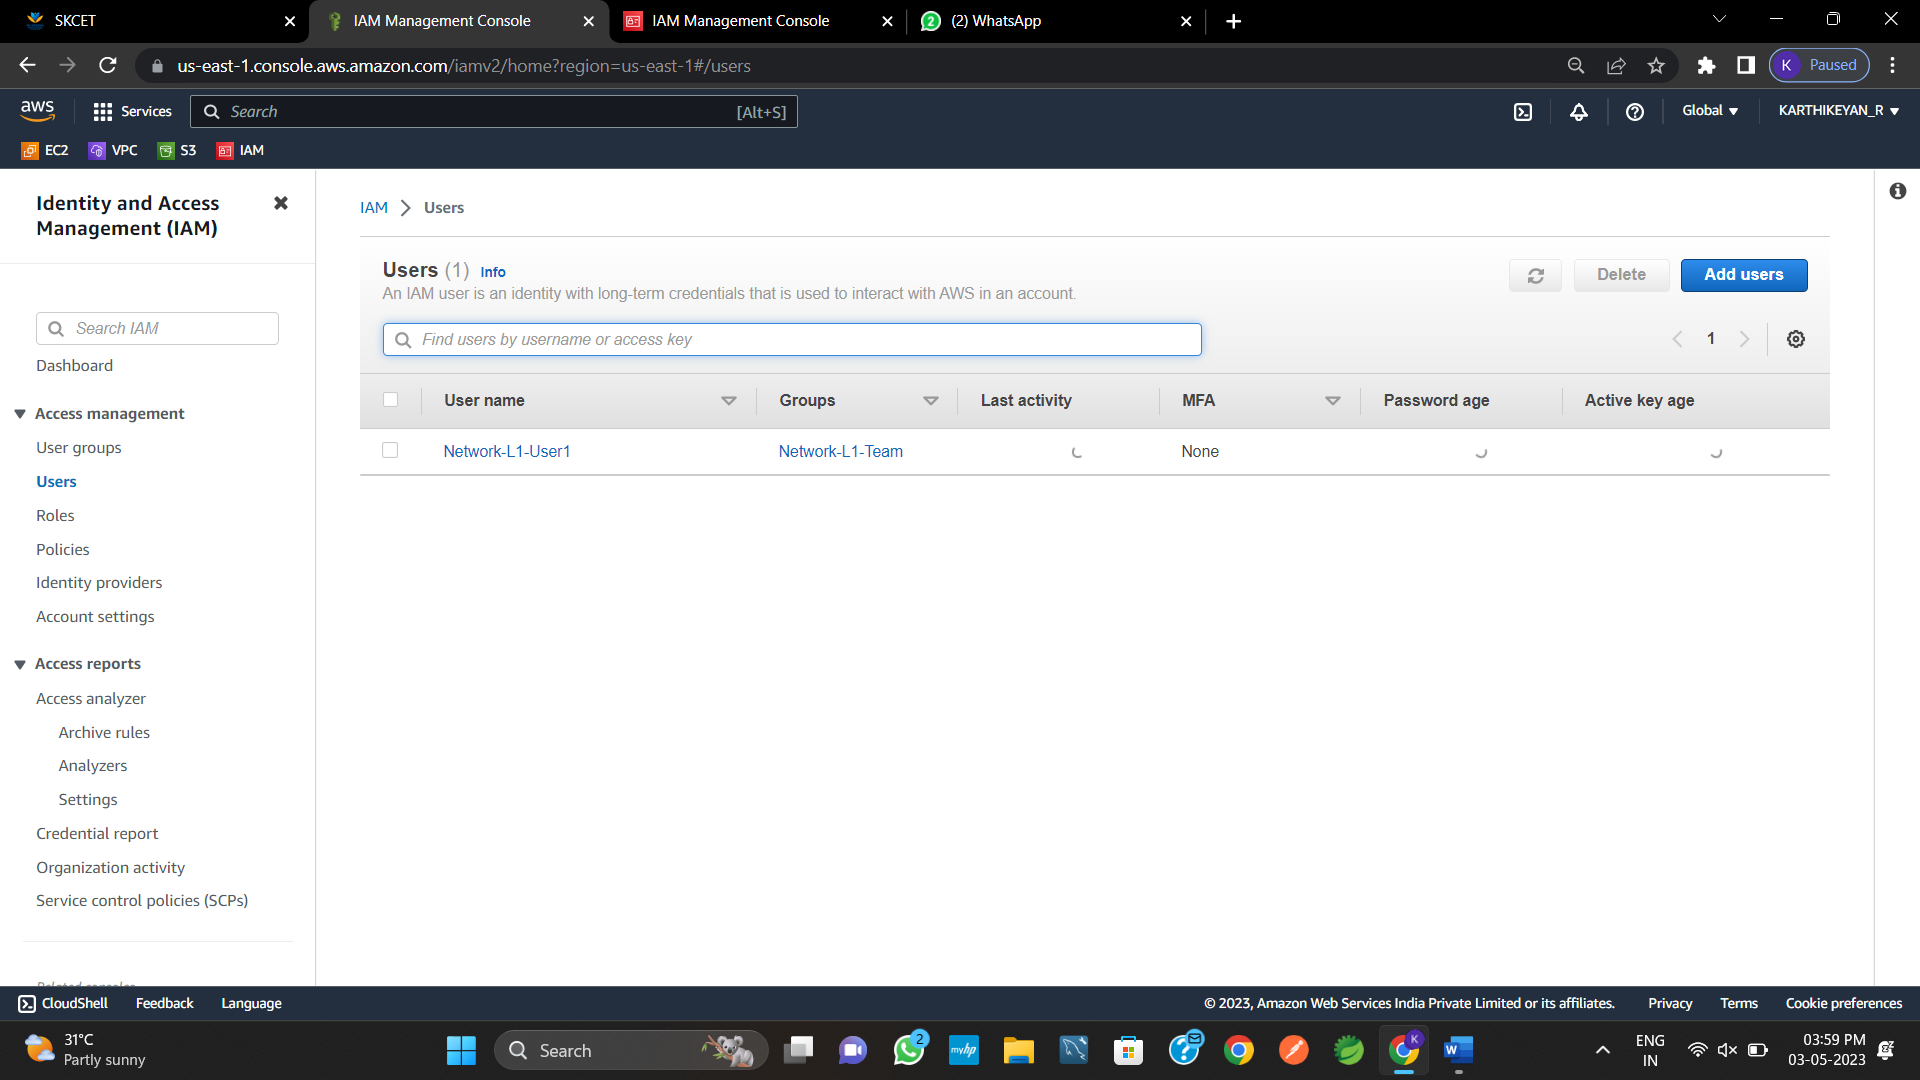 SKCET
IAM Management Console
IAM Management Console
(2) WhatsApp
us-east-1.console.aws.amazon.com/iamv2/home?region=us-east-1#/users
K Paused
aws
Services
Search
[Alt+S]
Global
KARTHIKEYAN_R
EC2
VPC
S3
IAM
Identity and Access
Management (IAM)
Search IAM
Dashboard
Access management
User groups
Users
Roles
Policies
Identity providers
Account settings
Access reports
Access analyzer
Archive rules
Analyzers
Settings
Credential report
Organization activity
Service control policies (SCPs)
Related consoles
IAM > Users
Users (1) Info
An IAM user is an identity with long-term credentials that is used to interact with AWS in an account.
Delete
Add users
Find users by username or access key
1
User name Groups Last activity MFA Password age Active key age
Network-L1-User1 Network-L1-Team None
CloudShell Feedback Language
© 2023, Amazon Web Services India Private Limited or its affiliates. Privacy Terms Cookie preferences
31°C
Partly sunny
Search
2
myhp
K
W
ENG
IN
03:59 PM
03-05-2023